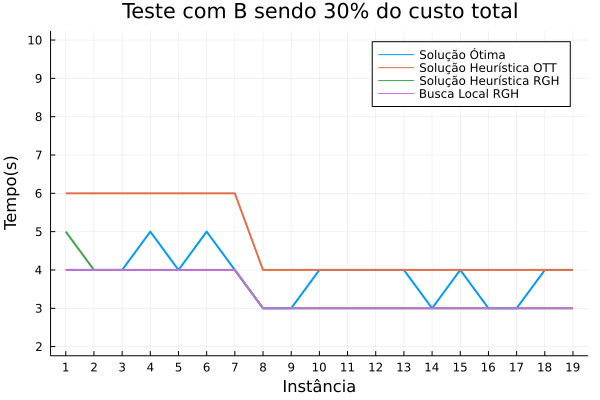 Teste com B sendo 30% do custo total
Solução Ótima
Solução Heurística OTT
Solução Heurística RGH
Busca Local RGH
Tempo(s)
10
9
8
7
6
5
4
3
2
1 2 3 4 5 6 7 8 9 10 11 12 13 14 15 16 17 18 19
Instância